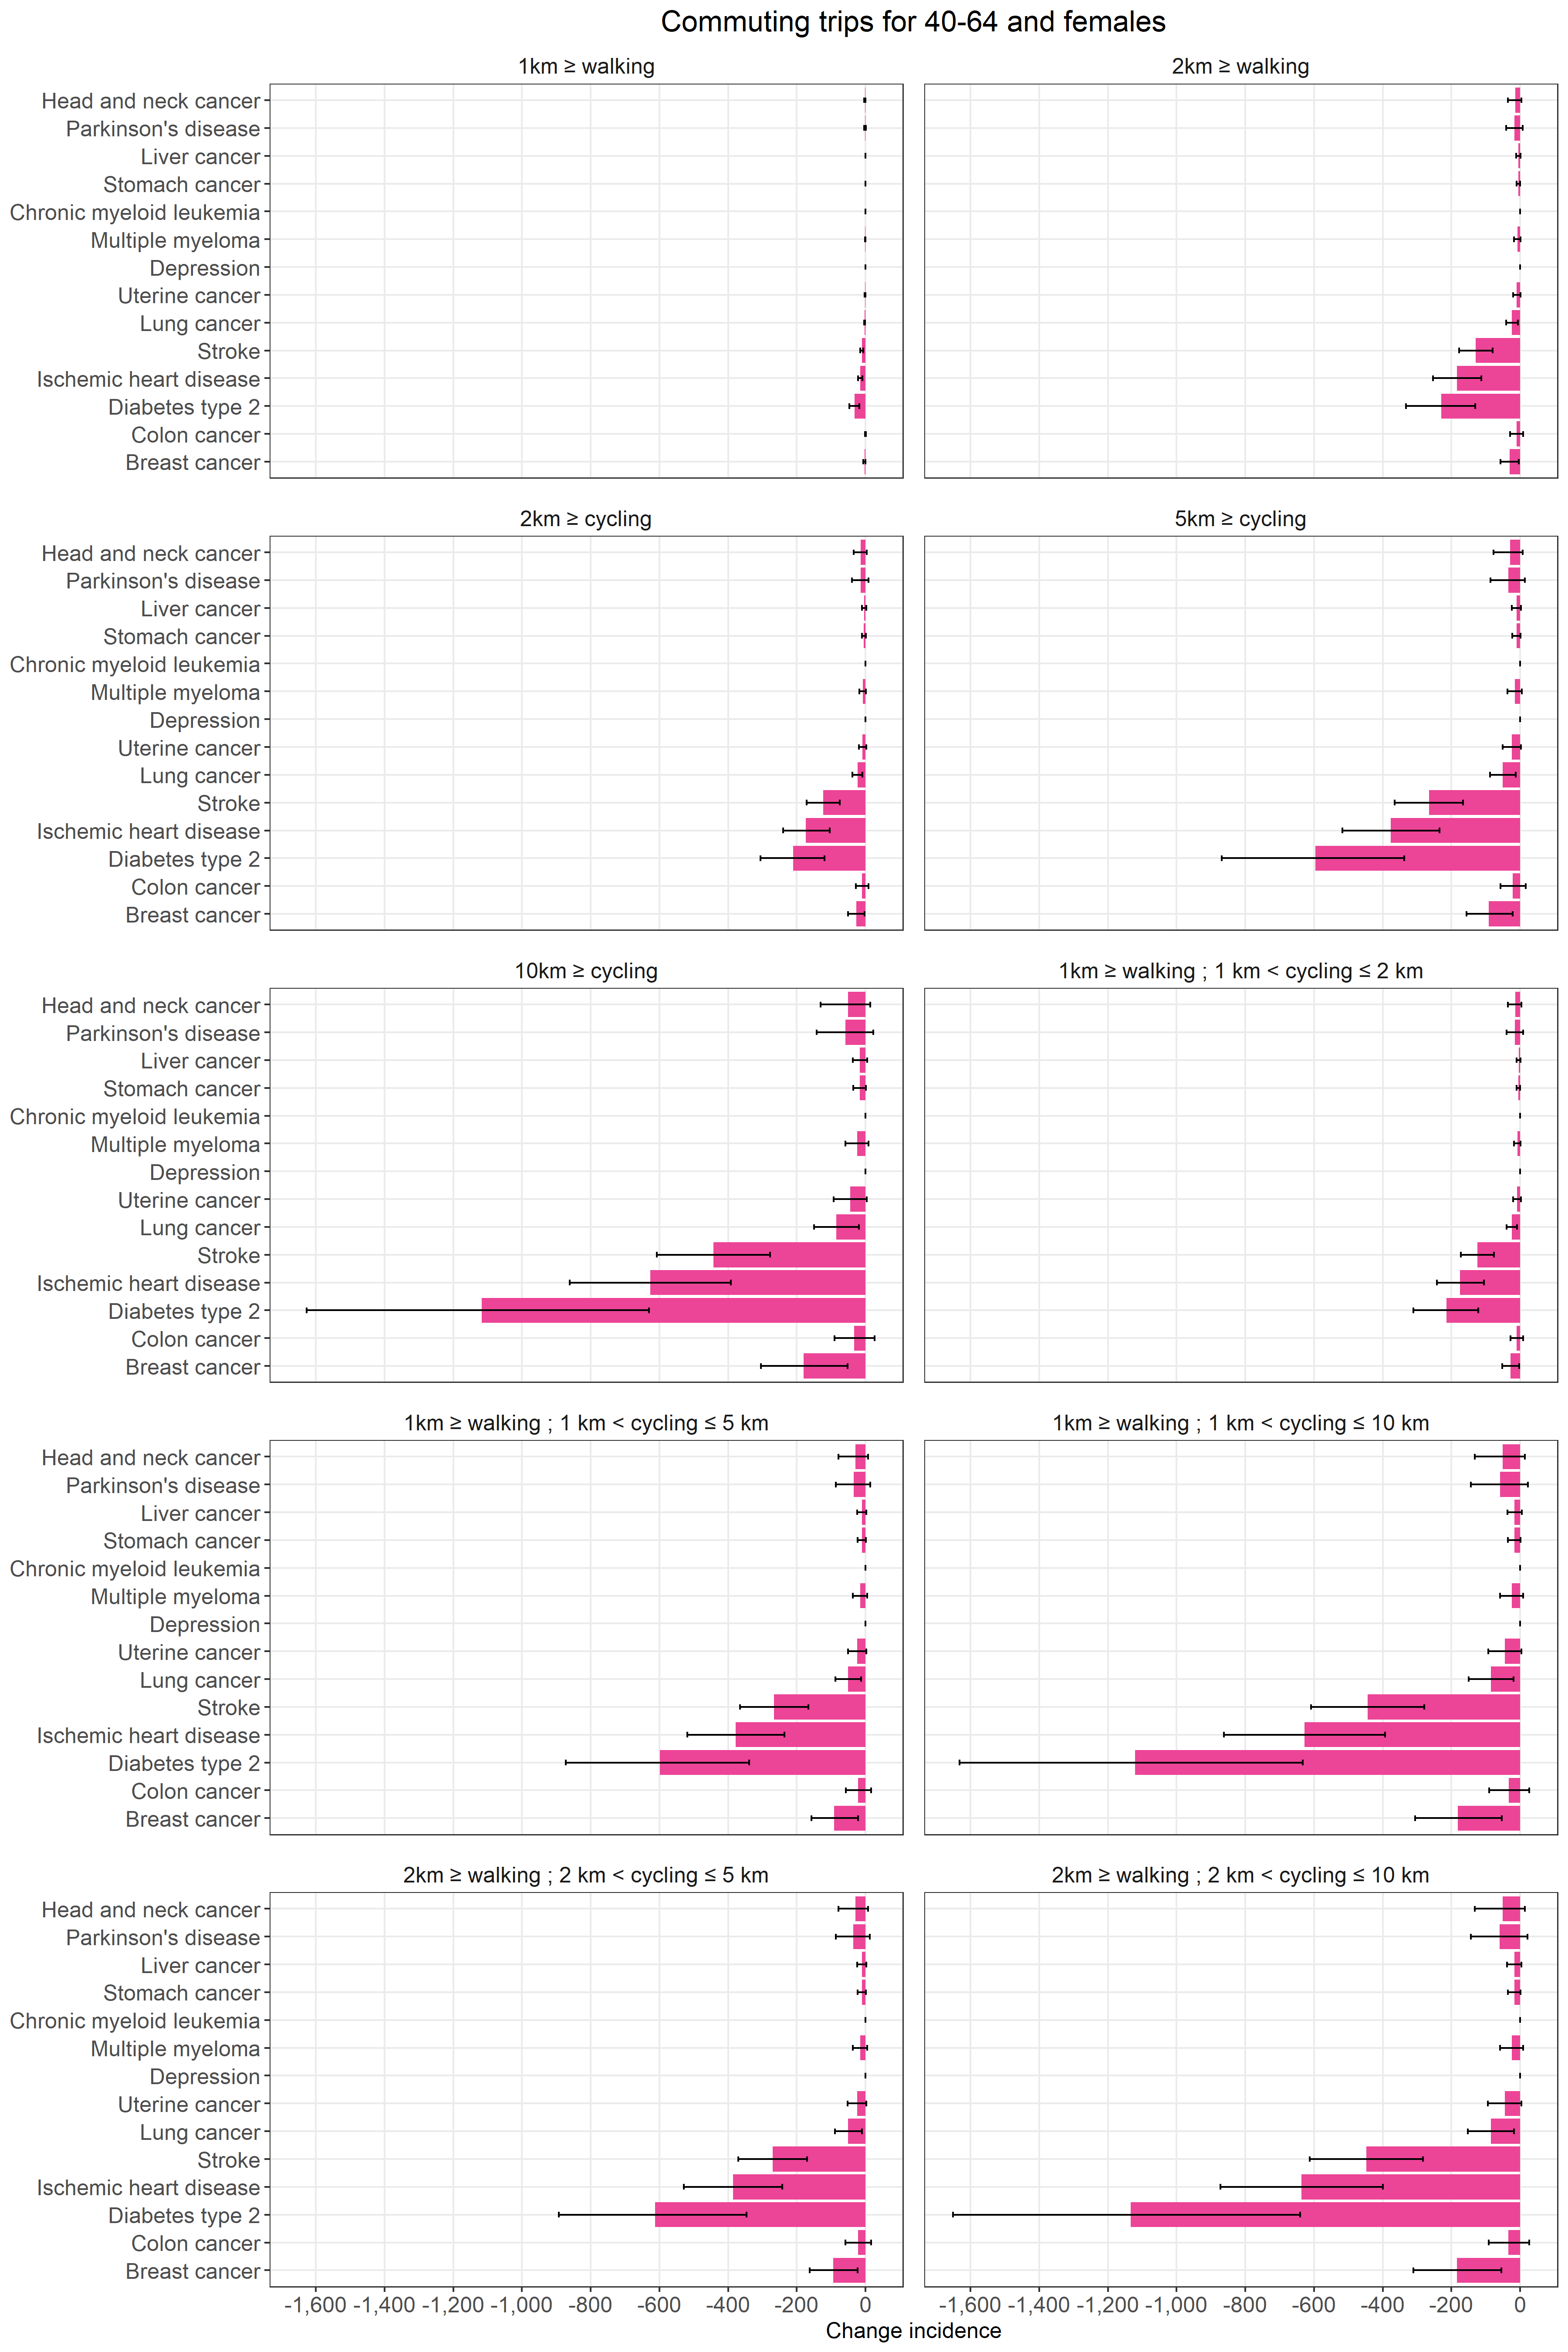 Commuting trips for 40-64 and females
1km ≥ walking
2km ≥ walking
Head and neck cancer
Parkinson's disease
Liver cancer
Stomach cancer
Chronic myeloid leukemia
Multiple myeloma
Depression
Uterine cancer
Lung cancer
Stroke
Ischemic heart disease
Diabetes type 2
Colon cancer
Breast cancer
2km ≥ cycling
5km ≥ cycling
Head and neck cancer
Parkinson's disease
Liver cancer
Stomach cancer
Chronic myeloid leukemia
Multiple myeloma
Depression
Uterine cancer
Lung cancer
Stroke
Ischemic heart disease
Diabetes type 2
Colon cancer
Breast cancer
10km ≥ cycling
1km ≥ walking ; 1 km < cycling ≤ 2 km
Head and neck cancer
Parkinson's disease
Liver cancer
Stomach cancer
Chronic myeloid leukemia
Multiple myeloma
Depression
Uterine cancer
Lung cancer
Stroke
Ischemic heart disease
Diabetes type 2
Colon cancer
Breast cancer
1km ≥ walking ; 1 km < cycling ≤ 5 km
1km ≥ walking ; 1 km < cycling ≤ 10 km
Head and neck cancer
Parkinson's disease
Liver cancer
Stomach cancer
Chronic myeloid leukemia
Multiple myeloma
Depression
Uterine cancer
Lung cancer
Stroke
Ischemic heart disease
Diabetes type 2
Colon cancer
Breast cancer
2km ≥ walking ; 2 km < cycling ≤ 5 km
2km ≥ walking ; 2 km < cycling ≤ 10 km
Head and neck cancer
Parkinson's disease
Liver cancer
Stomach cancer
Chronic myeloid leukemia
Multiple myeloma
Depression
Uterine cancer
Lung cancer
Stroke
Ischemic heart disease
Diabetes type 2
Colon cancer
Breast cancer
-1,600 -1,400 -1,200 -1,000 -800 -600 -400 -200 0
-1,600 -1,400 -1,200 -1,000 -800 -600 -400 -200 0
Change incidence